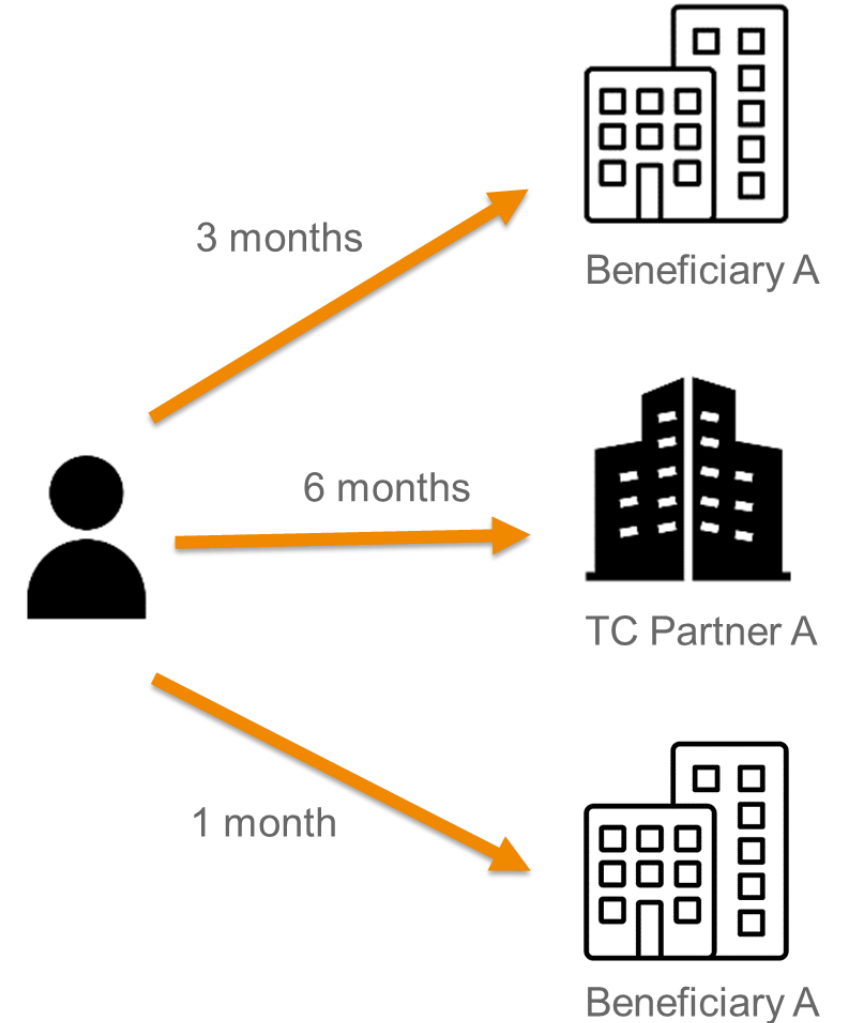 3 months
Beneficiary A
6 months
TC Partner A
1 month
Beneficiary A